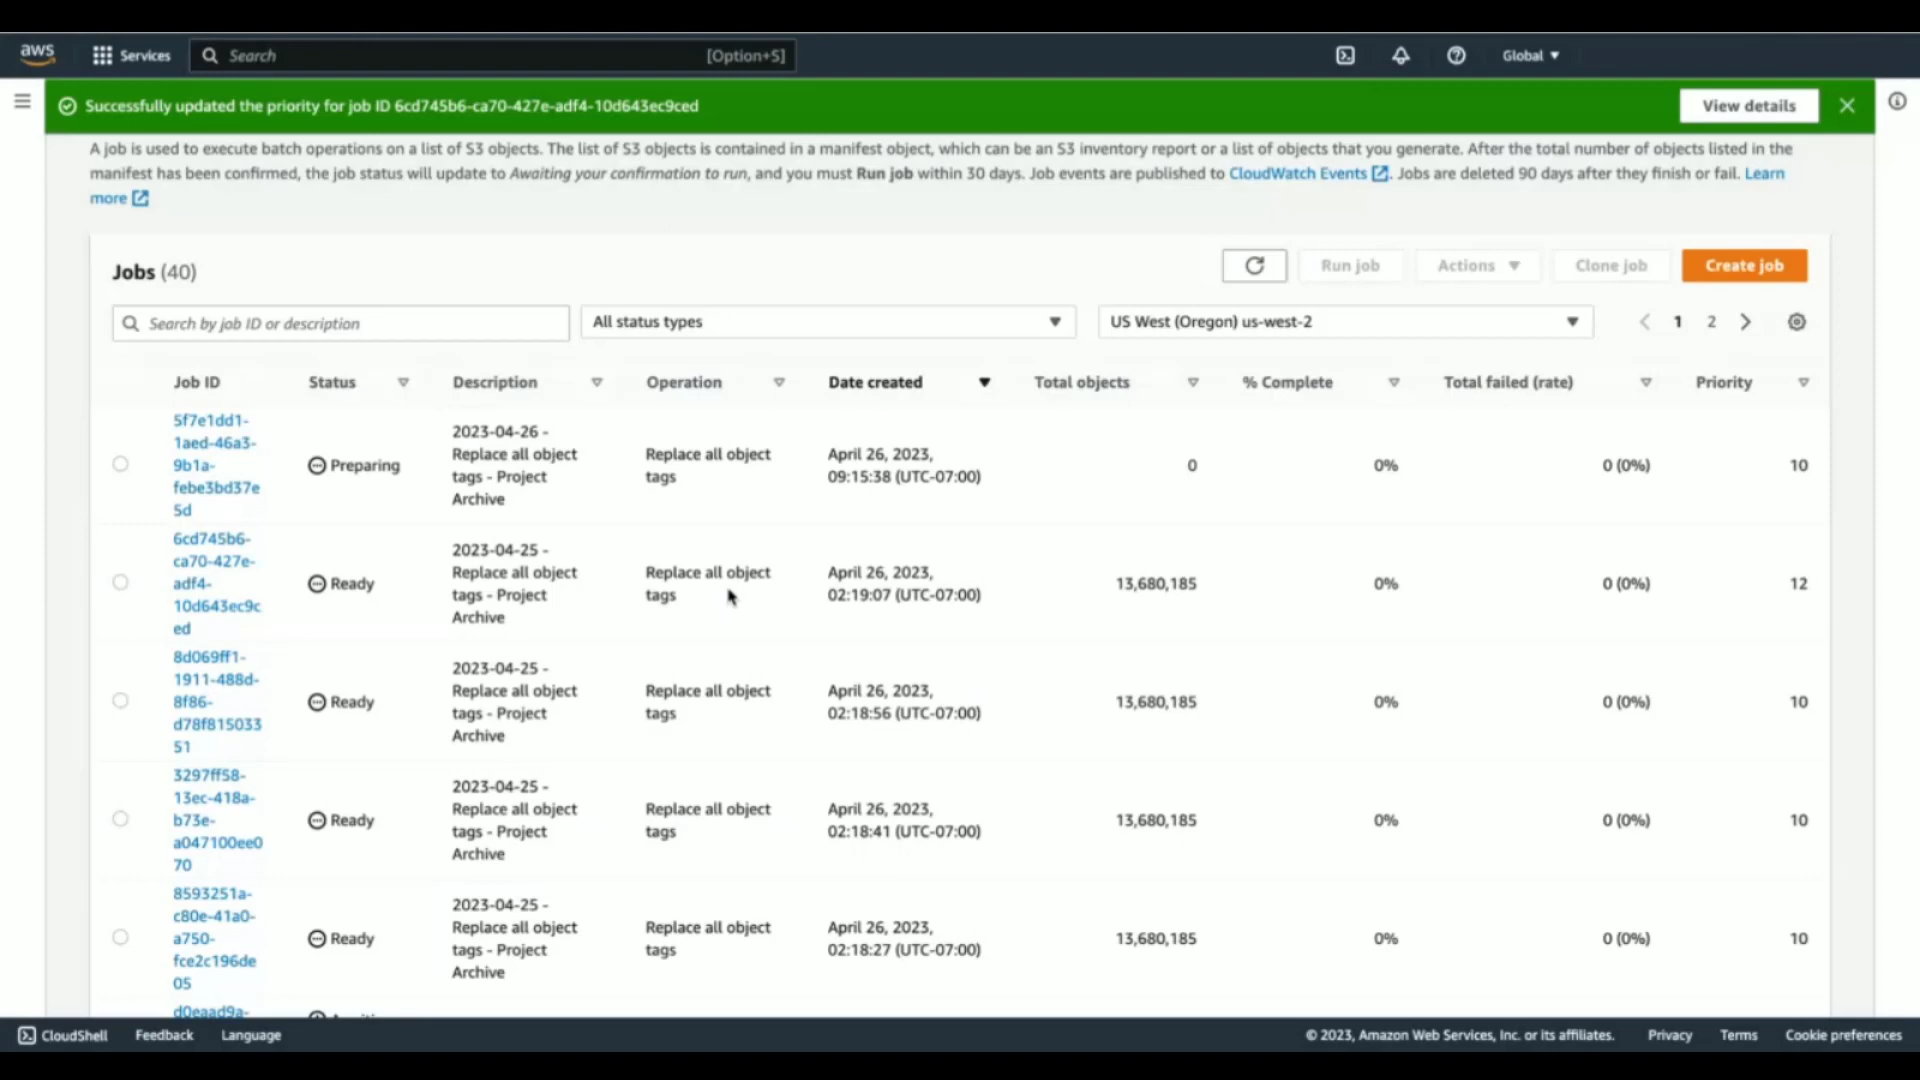 aws
Services
Search [Option+S]
Global
Successfully updated the priority for job ID 6cd745b6-ca70-427e-adf4-10d643ec9ced
View details
A job is used to execute batch operations on a list of S3 objects. The list of S3 objects is contained in a manifest object, which can be an S3 inventory report or a list of objects that you generate. After the total number of objects listed in the
manifest has been confirmed, the job status will update to Awaiting your confirmation to run, and you must Run job within 30 days. Job events are published to CloudWatch Events. Jobs are deleted 90 days after they finish or fail. Learn
more
Jobs (40)
Run job
Actions
Clone job
Create job
Search by job ID or description
All status types
US West (Oregon) us-west-2
1 2
Job ID Status Description Operation Date created Total objects % Complete Total failed (rate) Priority
5f7e1dd1-
1aed-46a3-
9b1a-
febe3bd37e
5d
Preparing
2023-04-26 -
Replace all object
tags - Project
Archive
Replace all object
tags
April 26, 2023,
09:15:38 (UTC-07:00)
0
0%
0 (0%)
10
6cd745b6-
ca70-427e-
adf4-
10d643ec9c
ed
Ready
2023-04-25 -
Replace all object
tags - Project
Archive
Replace all object
tags
April 26, 2023,
02:19:07 (UTC-07:00)
13,680,185
0%
0 (0%)
12
8d069ff1-
1911-488d-
8f86-
d78f815033
51
Ready
2023-04-25 -
Replace all object
tags - Project
Archive
Replace all object
tags
April 26, 2023,
02:18:56 (UTC-07:00)
13,680,185
0%
0 (0%)
10
3297ff58-
13ec-418a-
b73e-
a047100ee0
70
Ready
2023-04-25 -
Replace all object
tags - Project
Archive
Replace all object
tags
April 26, 2023,
02:18:41 (UTC-07:00)
13,680,185
0%
0 (0%)
10
8593251a-
c80e-41a0-
a750-
fce2c196de
05
Ready
2023-04-25 -
Replace all object
tags - Project
Archive
Replace all object
tags
April 26, 2023,
02:18:27 (UTC-07:00)
13,680,185
0%
0 (0%)
10
d0eaad9a-
CloudShell Feedback Language
© 2023, Amazon Web Services, Inc. or its affiliates. Privacy Terms Cookie preferences